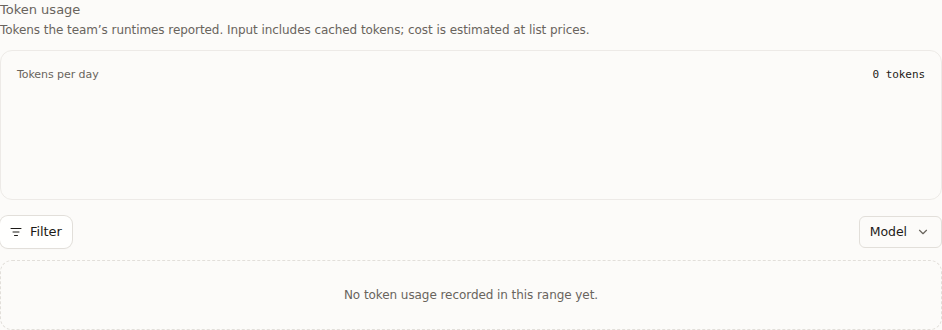 Token usage
Tokens the team’s runtimes reported. Input includes cached tokens; cost is estimated at list prices.
Tokens per day
0 tokens
Filter
Model
No token usage recorded in this range yet.